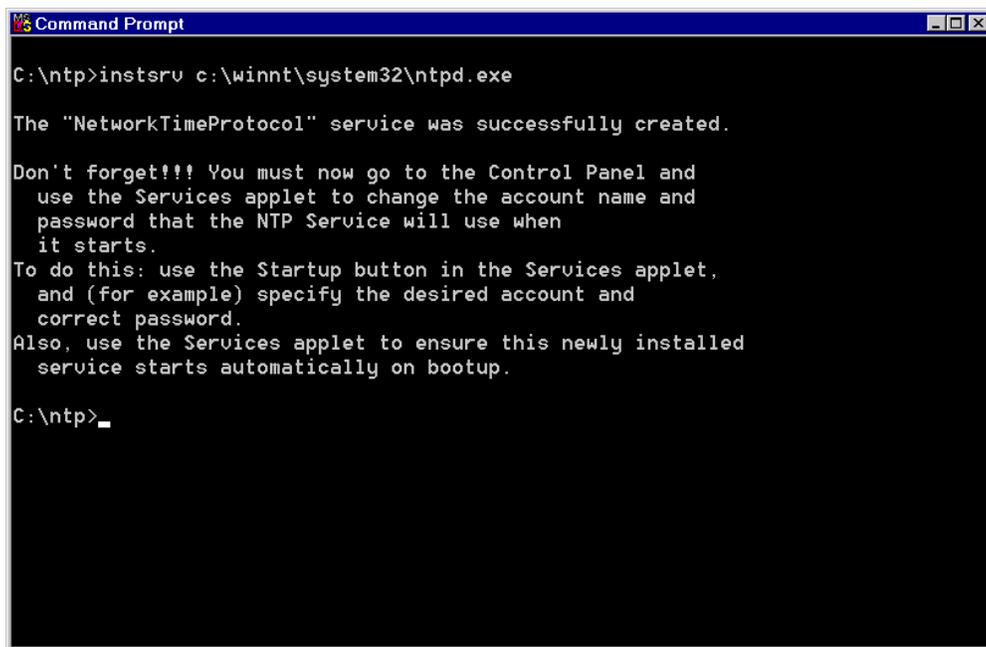 Command Prompt
C:\ntp>instsrv c:\winnt\system32\ntpd.exe
The "NetworkTimeProtocol" service was successfully created.
Don't forget!!! You must now go to the Control Panel and
use the Services applet to change the account name and
password that the NTP Service will use when
it starts.
To do this: use the Startup button in the Services applet,
and (for example) specify the desired account and
correct password.
Also, use the Services applet to ensure this newly installed
service starts automatically on bootup.
C:\ntp>